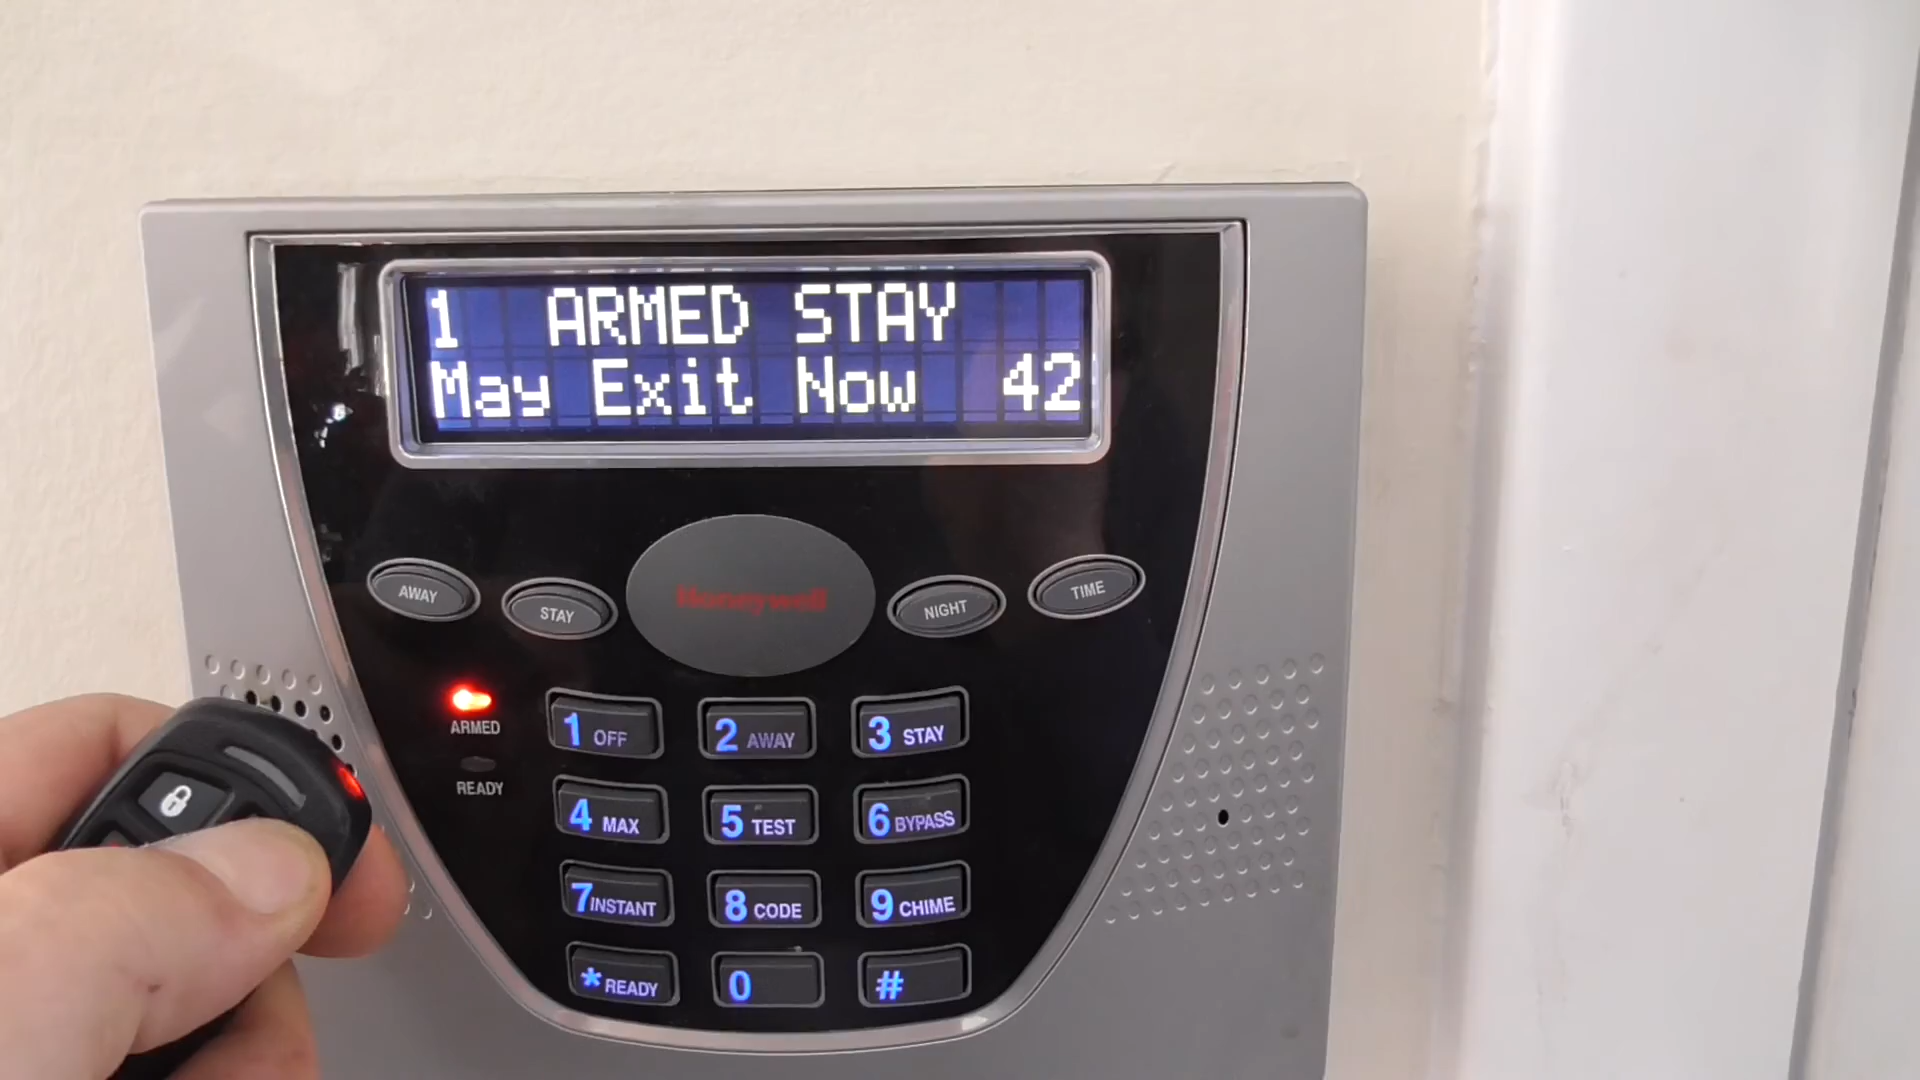 1 ARMED STAY
May Exit Now 42
AWAY
STAY
Honeywell
NIGHT
TIME
ARMED
READY
1 OFF
2 AWAY
3 STAY
4 MAX
5 TEST
6 BYPASS
7 INSTANT
8 CODE
9 CHIME
* READY
0
#